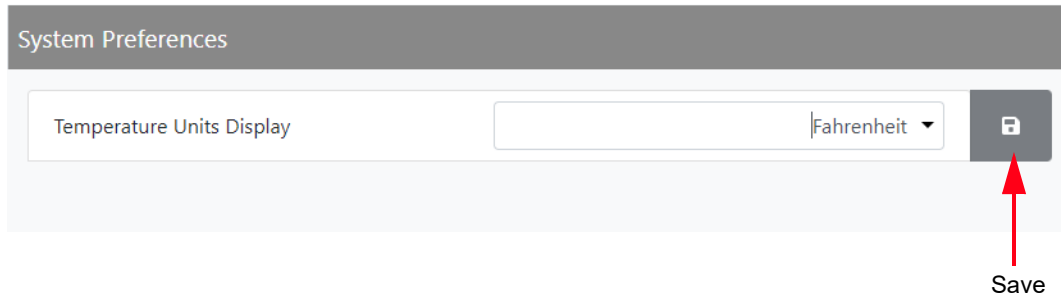 System Preferences
Temperature Units Display
Fahrenheit
Save